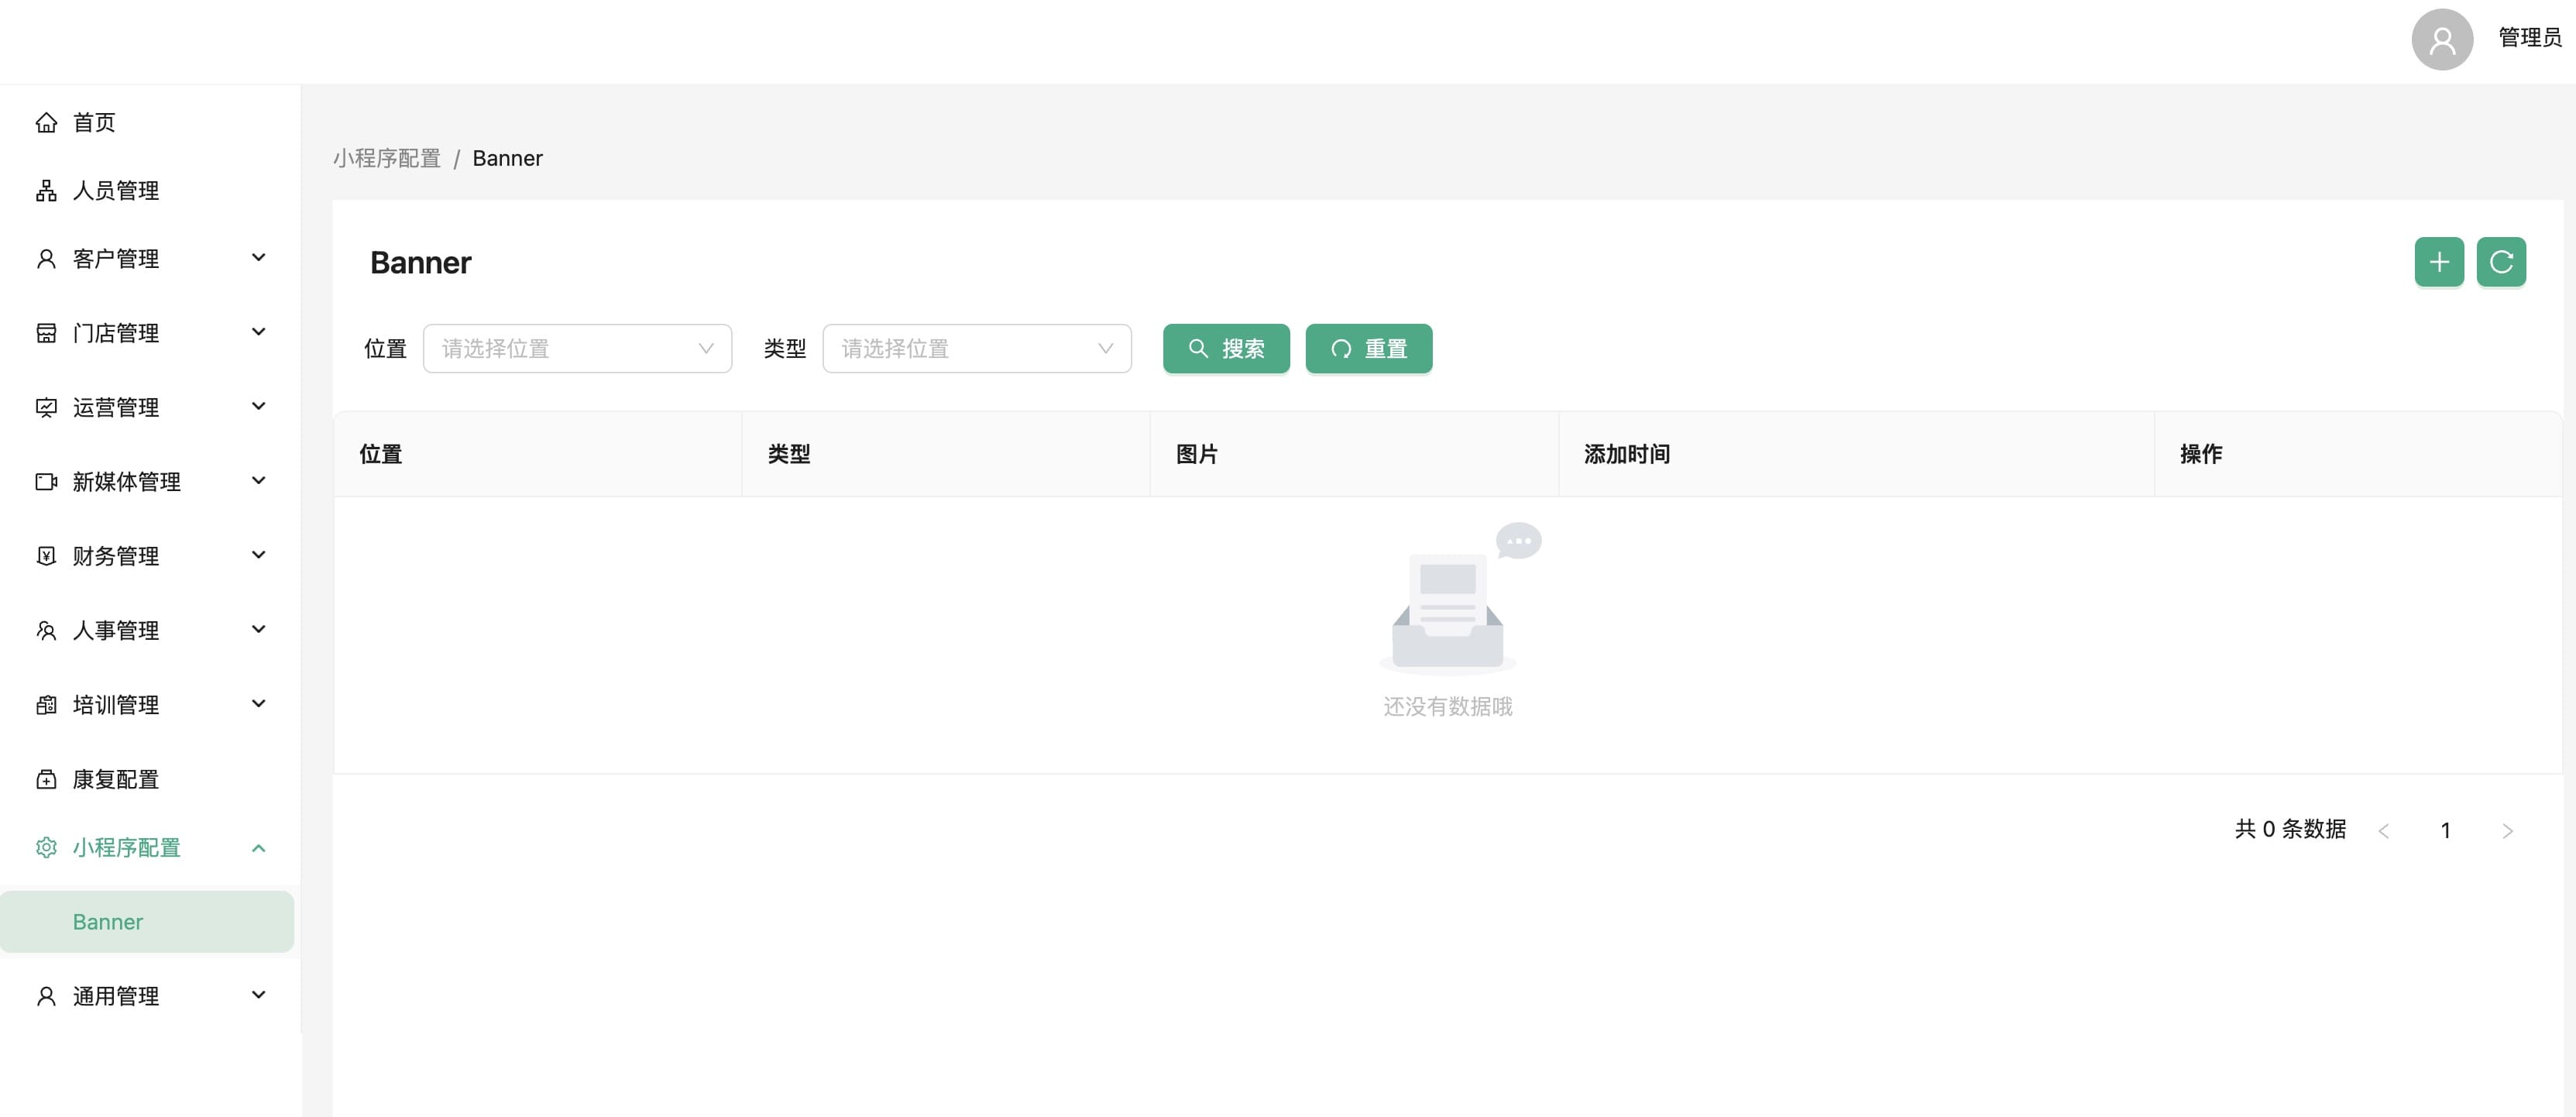 管理员
首页
人员管理
客户管理
门店管理
运营管理
新媒体管理
财务管理
人事管理
培训管理
康复配置
小程序配置
Banner
通用管理
小程序配置 / Banner
Banner
位置 请选择位置 类型 请选择位置 搜索 重置
位置 类型 图片 添加时间 操作
还没有数据哦
共 0 条数据 < 1 >